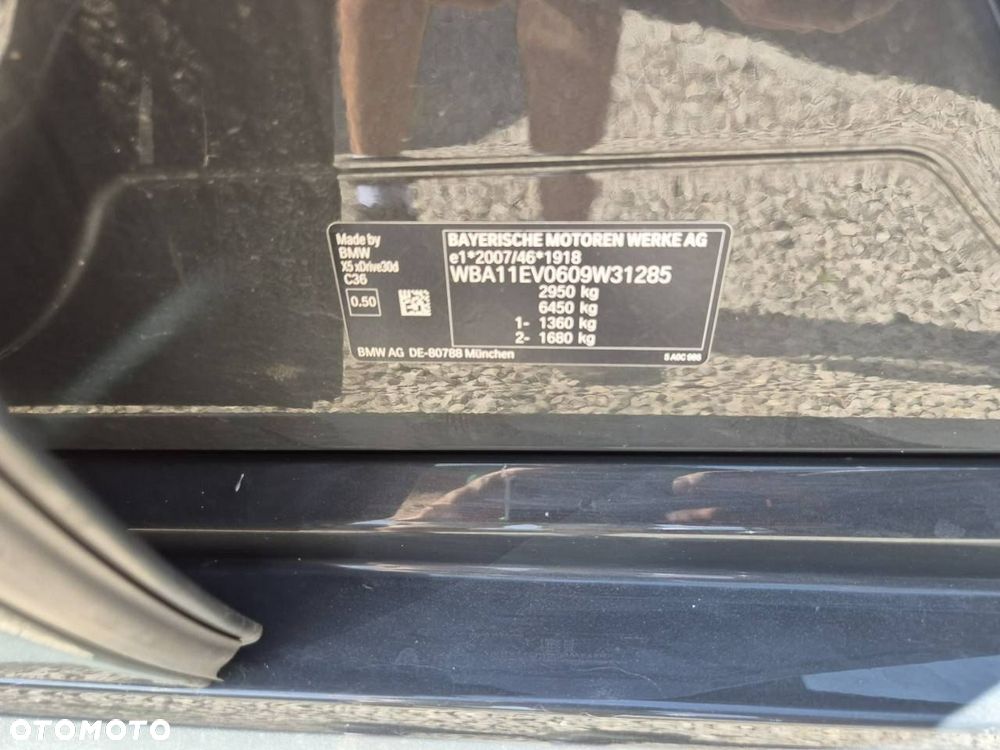 Made by
BMW
X5 xDrive30d
C36
0.50
BAYERISCHE MOTOREN WERKE AG
e1*2007/46*1918
WBA11EV0609W31285
2950 kg
6450 kg
1- 1360 kg
2- 1680 kg
BMW AG DE-80788 München
OTOMOTO